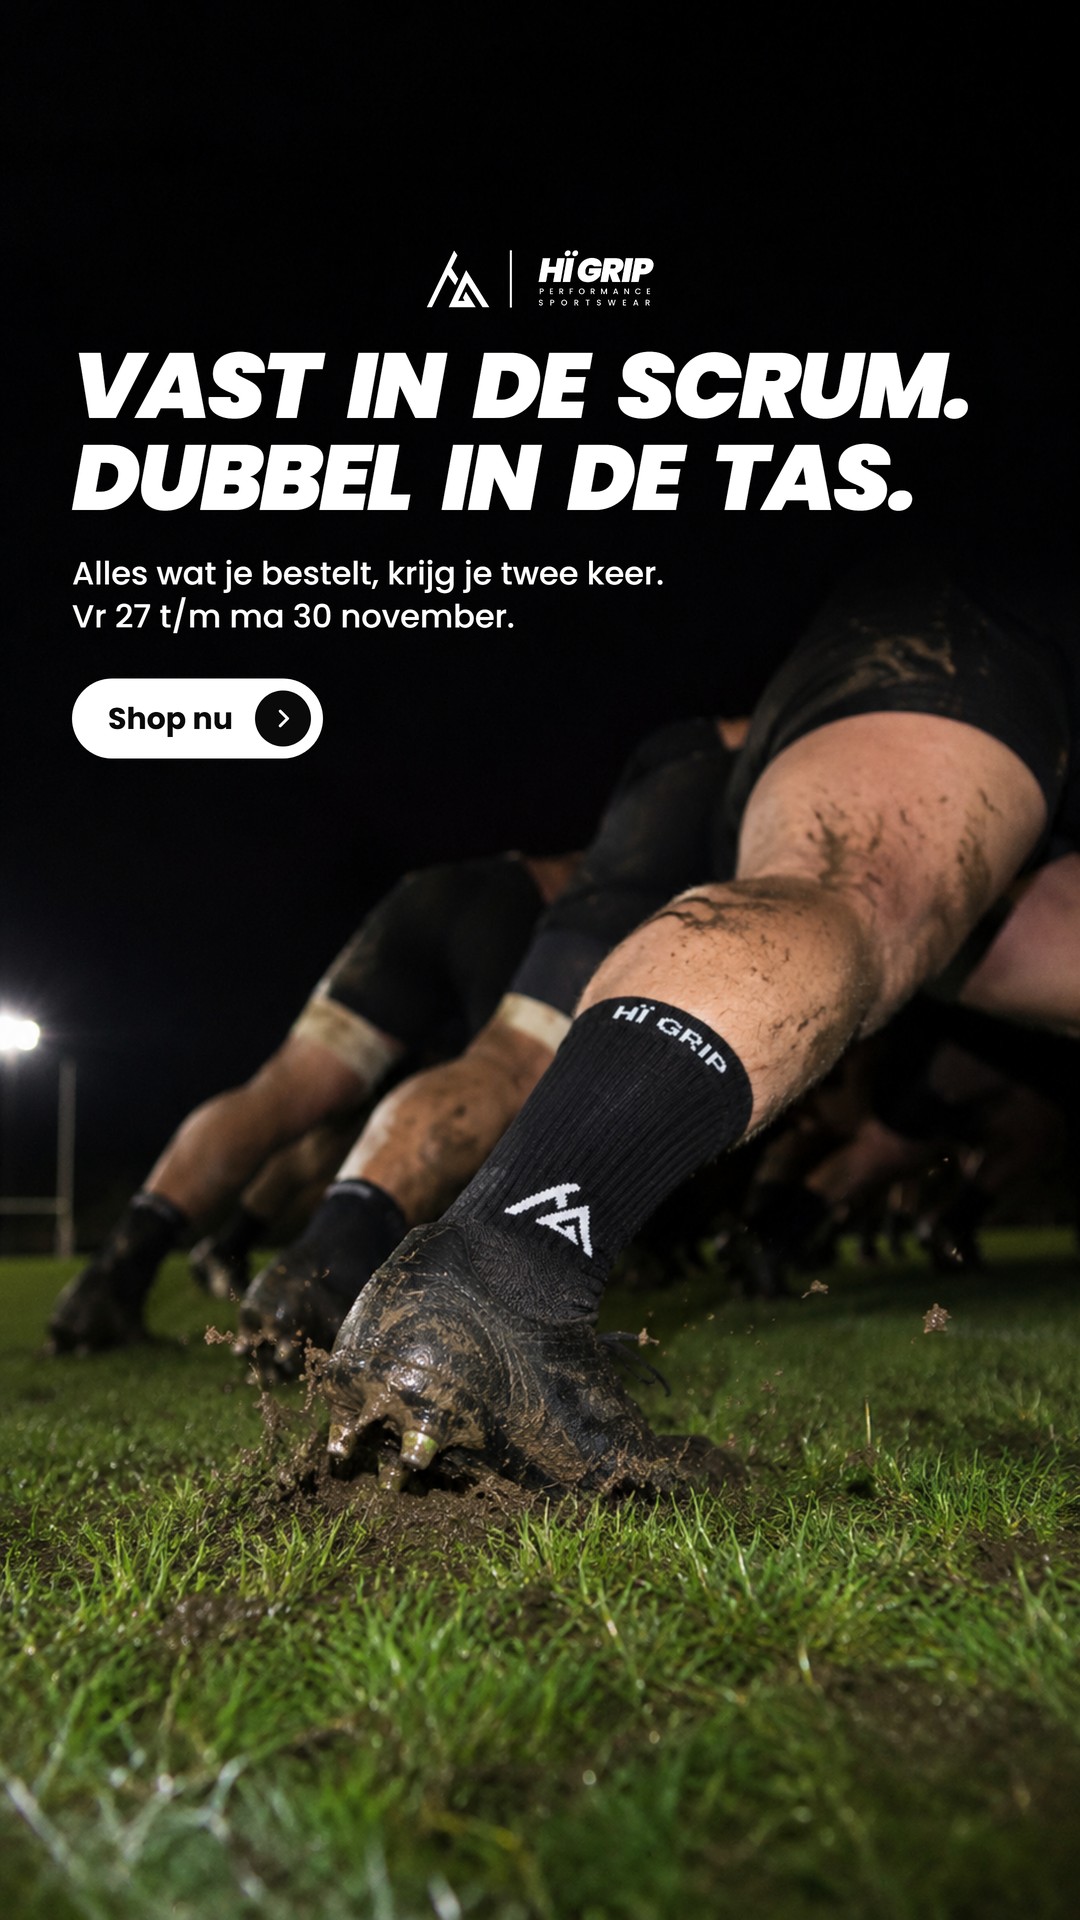 HÏ GRIP
PERFORMANCE
SPORTSWEAR
VAST IN DE SCRUM.
DUBBEL IN DE TAS.
Alles wat je bestelt, krijg je twee keer.
Vr 27 t/m ma 30 november.
Shop nu
HÏ GRIP